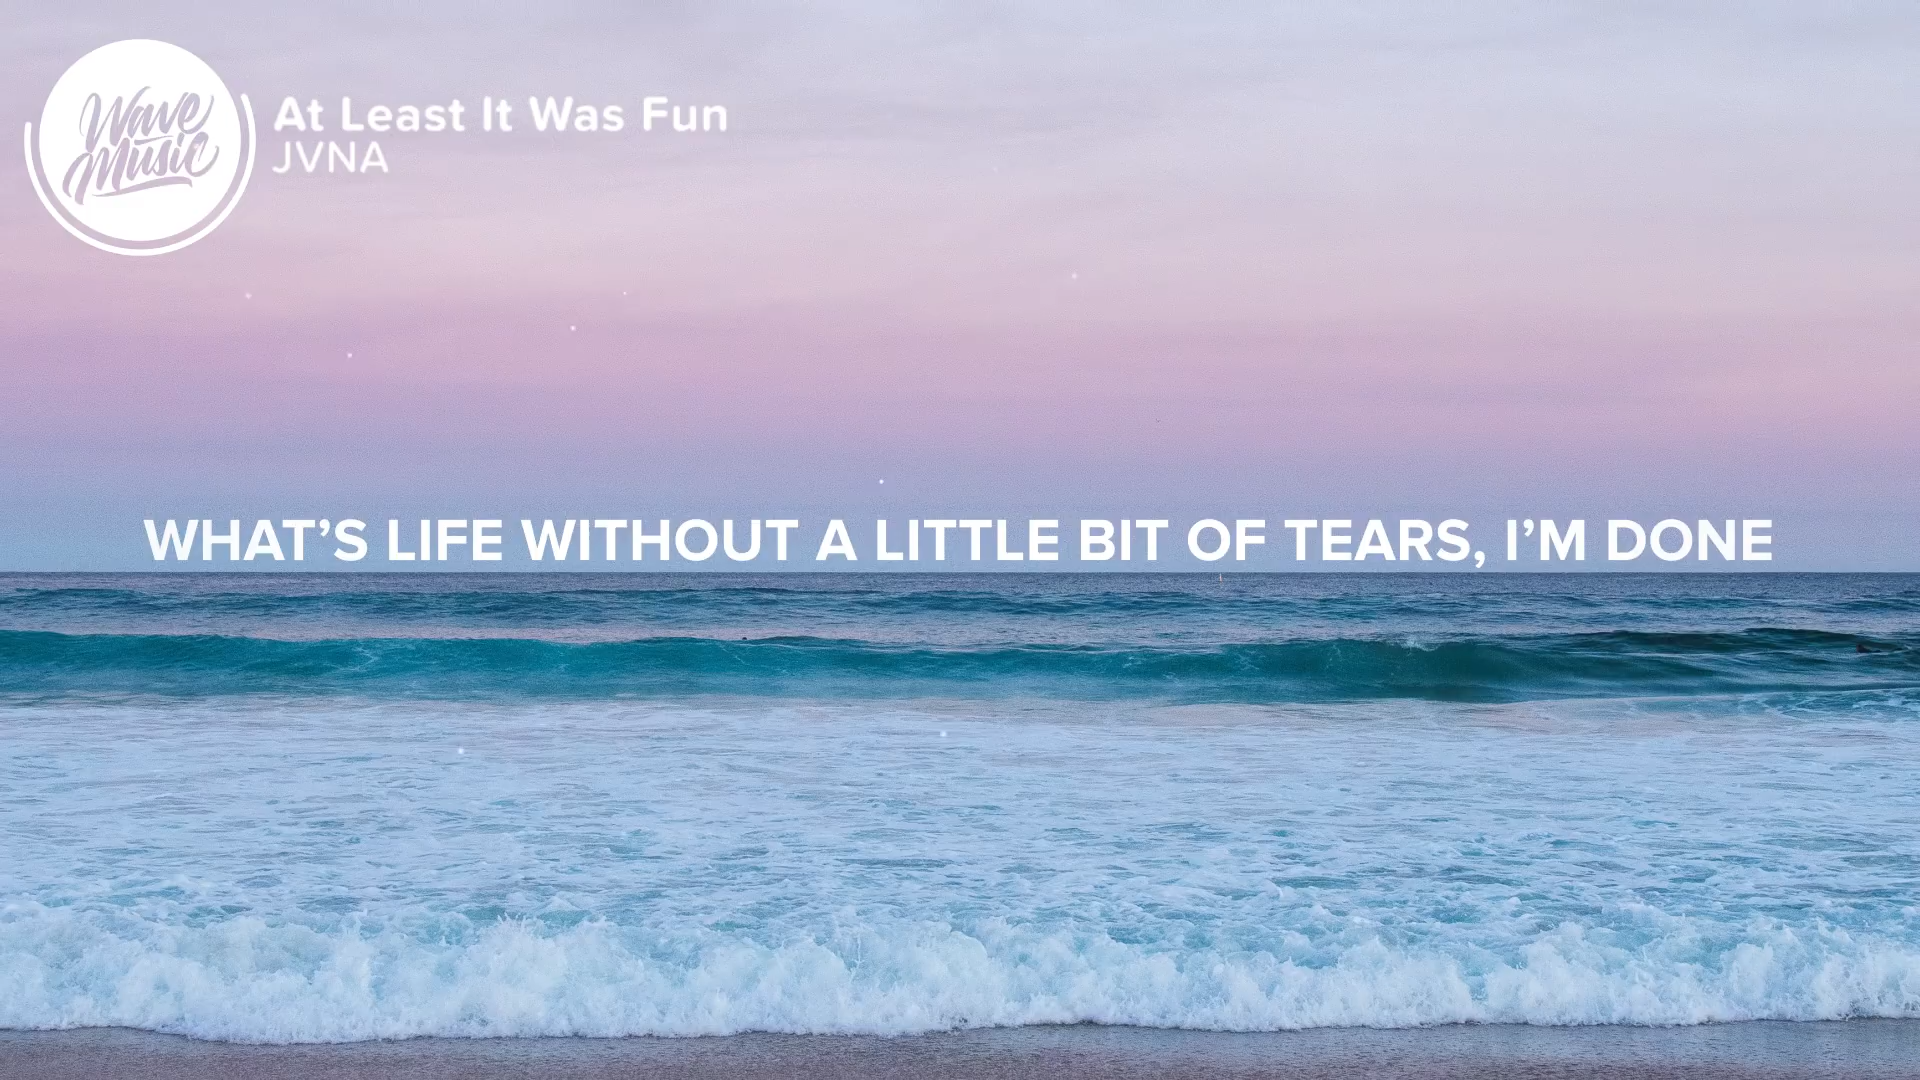 Wave
Music
At Least It Was Fun
JVNA
WHAT’S LIFE WITHOUT A LITTLE BIT OF TEARS, I’M DONE